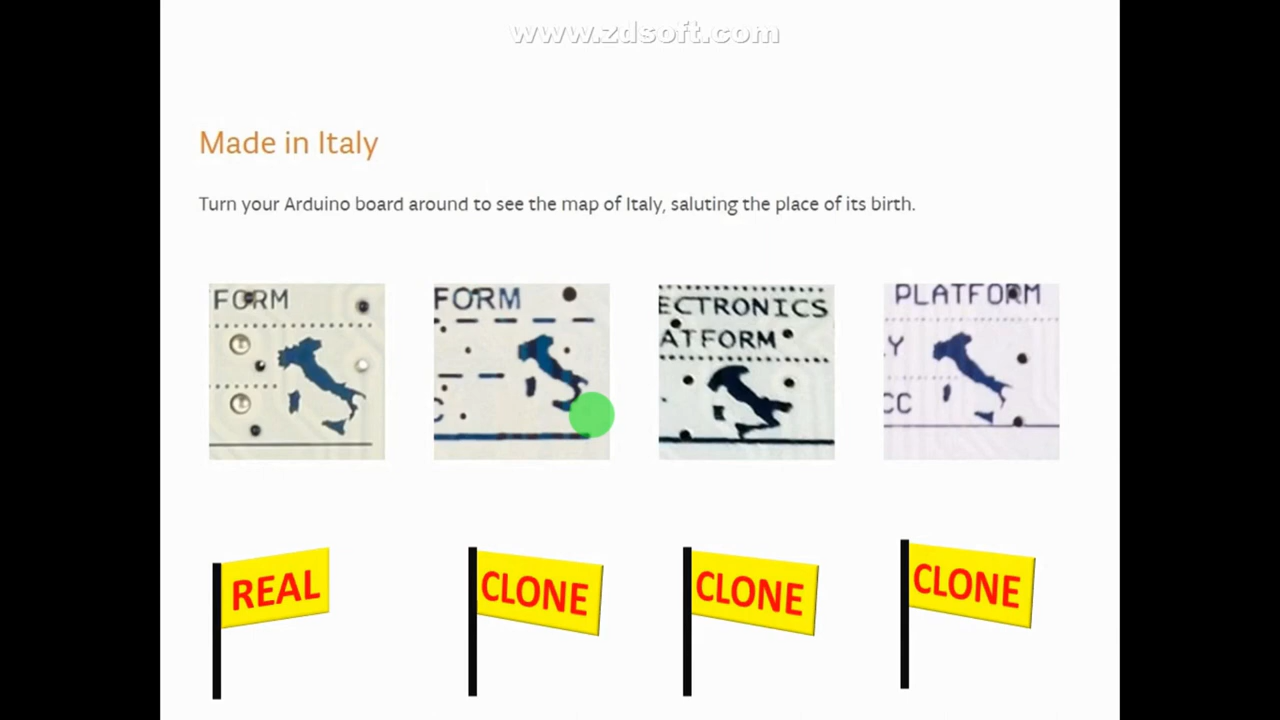 www.zdsoft.com
Made in Italy
Turn your Arduino board around to see the map of Italy, saluting the place of its birth.
FORM
FORM
C
ECTRONICS
ATFORM
PLATFORM
Y
CC
REAL
CLONE
CLONE
CLONE